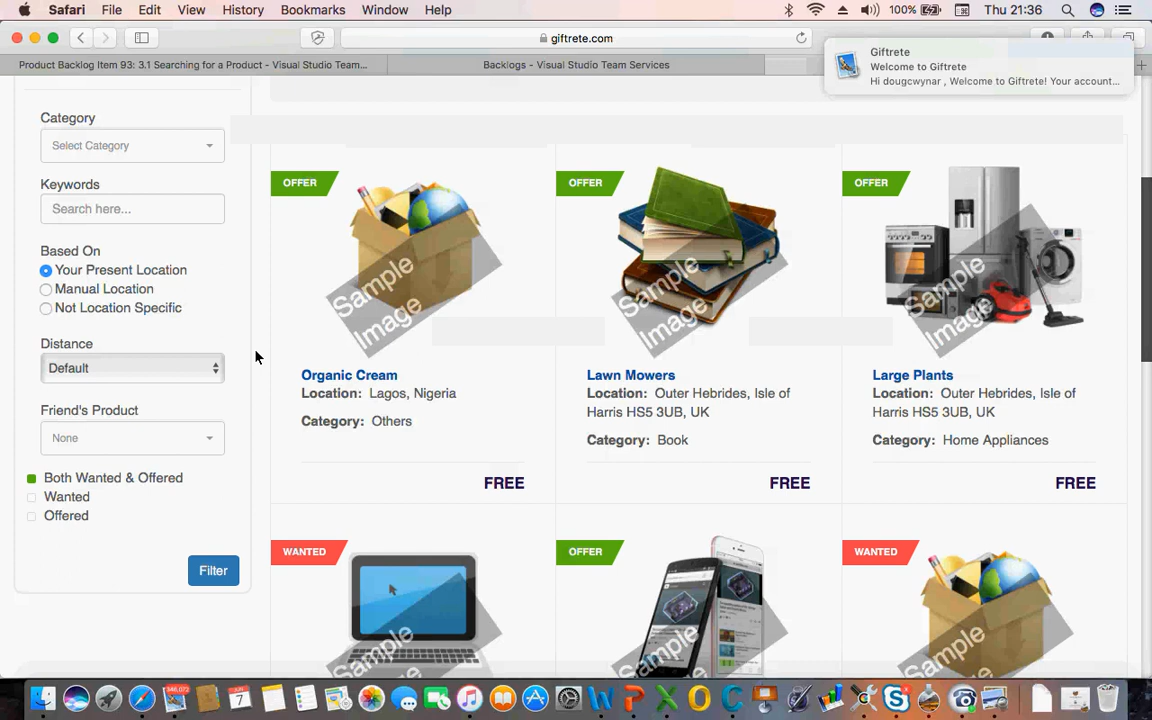 Safari File Edit View History Bookmarks Window Help 100% Thu 21:36
giftrete.com
Product Backlog Item 93: 3.1 Searching for a Product - Visual Studio Team...
Backlogs - Visual Studio Team Services
Giftrete
Welcome to Giftrete
Hi dougcwynar , Welcome to Giftrete! Your account...
Category
Select Category
Keywords
Search here...
Based On
Your Present Location
Manual Location
Not Location Specific
Distance
Default
Friend's Product
None
Both Wanted & Offered
Wanted
Offered
Filter
OFFER
Sample
Image
Organic Cream
Location: Lagos, Nigeria
Category: Others
FREE
OFFER
Sample
Image
Lawn Mowers
Location: Outer Hebrides, Isle of
Harris HS5 3UB, UK
Category: Book
FREE
OFFER
Sample
Image
Large Plants
Location: Outer Hebrides, Isle of
Harris HS5 3UB, UK
Category: Home Appliances
FREE
WANTED
Sample
OFFER
Sample
WANTED
Sample